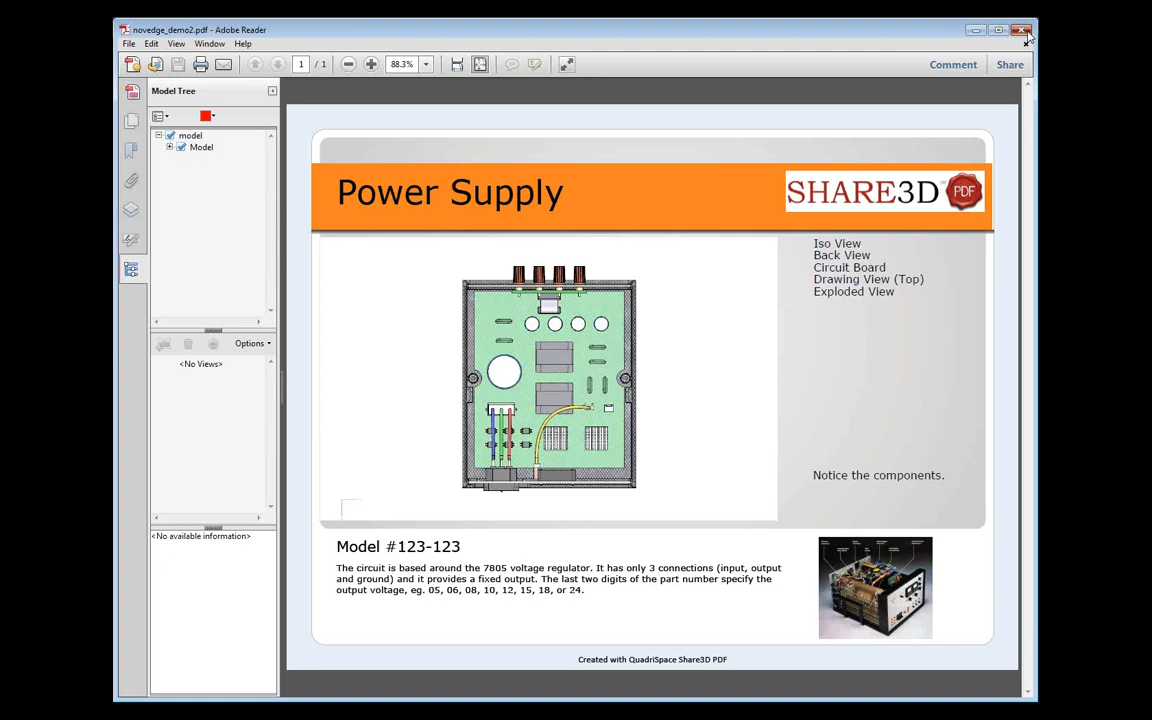 novedge_demo2.pdf - Adobe Reader
File Edit View Window Help
1 / 1 88.3% Comment Share
Model Tree
model
Model
Options
<No Views>
<No available information>
Power Supply
SHARE3D PDF
Iso View
Back View
Circuit Board
Drawing View (Top)
Exploded View
Notice the components.
Model #123-123
The circuit is based around the 7805 voltage regulator. It has only 3 connections (input, output
and ground) and it provides a fixed output. The last two digits of the part number specify the
output voltage, eg. 05, 06, 08, 10, 12, 15, 18, or 24.
Created with QuadriSpace Share3D PDF